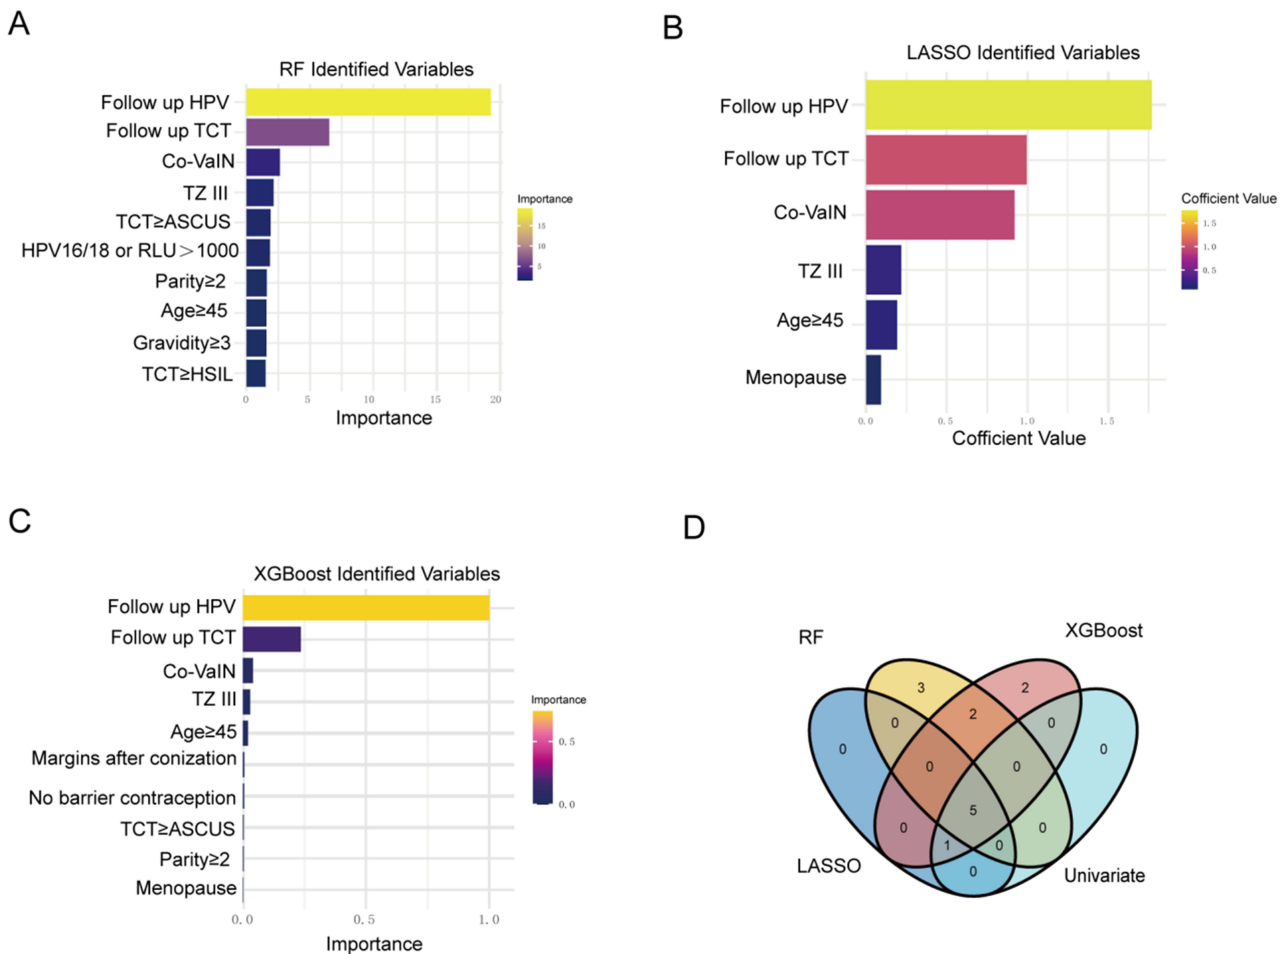 A
RF Identified Variables
Follow up HPV
Follow up TCT
Co-VaIN
TZ III
TCT≥ASCUS
HPV16/18 or RLU＞1000
Parity≥2
Age≥45
Gravidity≥3
TCT≥HSIL
0 5 10 15 20
Importance
Importance
15
10
5
B
LASSO Identified Variables
Follow up HPV
Follow up TCT
Co-VaIN
TZ III
Age≥45
Menopause
0.0 0.5 1.0 1.5
Cofficient Value
Cofficient Value
1.5
1.0
0.5
C
XGBoost Identified Variables
Follow up HPV
Follow up TCT
Co-VaIN
TZ III
Age≥45
Margins after conization
No barrier contraception
TCT≥ASCUS
Parity≥2
Menopause
0.0 0.5 1.0
Importance
Importance
0.5
0.0
D
RF
XGBoost
3 2
0 2 0
0 0
0 0
5
0 0
1 0
0
LASSO
Univariate